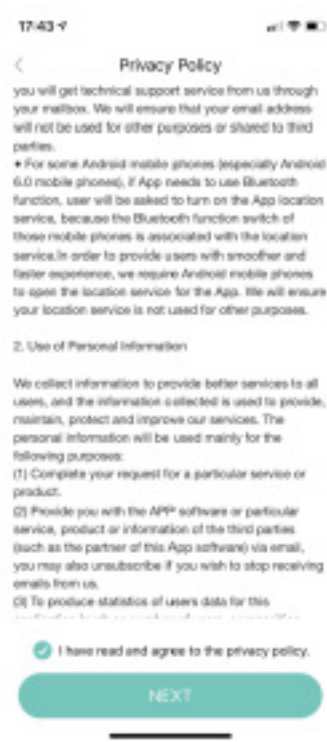 17:43
Privacy Policy
you will get technical support service from us through
your mailbox. We will ensure that your email address
will not be used for other purposes or shared to third
parties.
• For some Android mobile phones (especially Android
6.0 mobile phones), if App needs to use Bluetooth
function, user will be asked to turn on the App location
service, because the Bluetooth function switch of
those mobile phones is associated with the location
service.In order to provide users with smoother and
faster experience, we require Android mobile phones
to open the location service for the App. We will ensure
your location service is not used for other purposes.
2. Use of Personal Information
We collect information to provide better services to all
users, and the information collected is used to provide,
maintain, protect and improve our services. The
personal information will be used mainly for the
following purposes:
(1) Complete your request for a particular service or
product.
(2) Provide you with the APP software or particular
service, product or information of the third parties
(such as the partner of this App software) via email,
you may also unsubscribe if you wish to stop receiving
emails from us.
(3) To produce statistics of users data for this
I have read and agree to the privacy policy.
NEXT